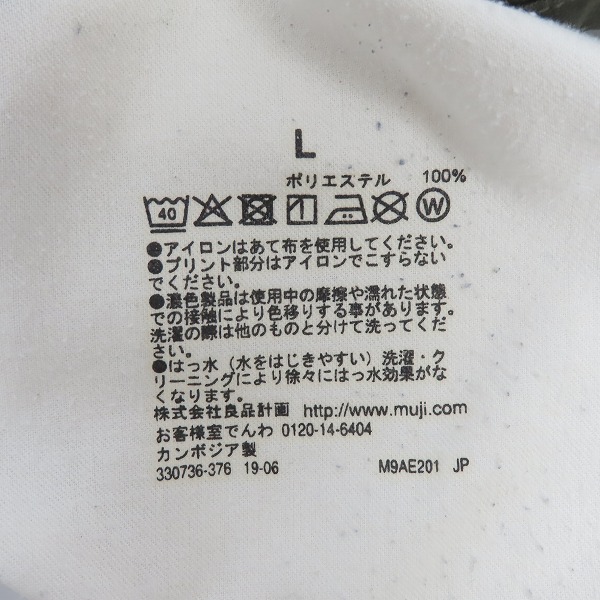 L
ポリエステル 100%
40 W
●アイロンはあて布を使用してください。
●プリント部分はアイロンでこすらない
でください。
●濃色製品は使用中の摩擦や濡れた状態
での接触により色移りする事があります。
洗濯の際は他のものと分けて洗ってくだ
さい。
●はっ水（水をはじきやすい）洗濯・ク
リーニングにより徐々にはっ水効果がな
くなります。
株式会社良品計画 http://www.muji.com
お客様室でんわ 0120-14-6404
カンボジア製
330736-376 19-06 M9AE201 JP